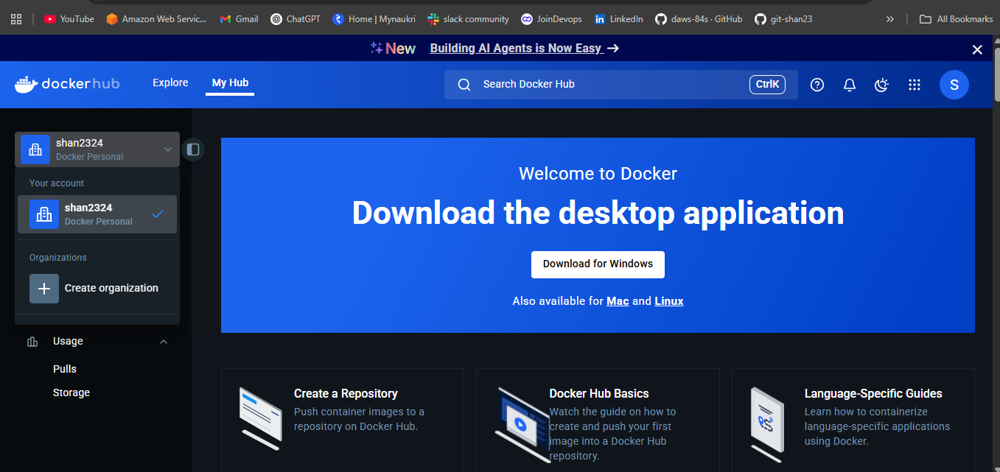 YouTube
Amazon Web Servic...
Gmail
ChatGPT
Home | Mynaukri
slack community
JoinDevops
LinkedIn
daws-84s · GitHub
git-shan23
»
All Bookmarks
New
Building AI Agents is Now Easy →
dockerhub
Explore
My Hub
Search Docker Hub
CtrlK
S
shan2324
Docker Personal
Your account
shan2324
Docker Personal
Organizations
Create organization
Usage
Pulls
Storage
Welcome to Docker
Download the desktop application
Download for Windows
Also available for Mac and Linux
Create a Repository
Push container images to a
repository on Docker Hub.
Docker Hub Basics
Watch the guide on how to
create and push your first
image into a Docker Hub
repository.
Language-Specific Guides
Learn how to containerize
language-specific applications
using Docker.